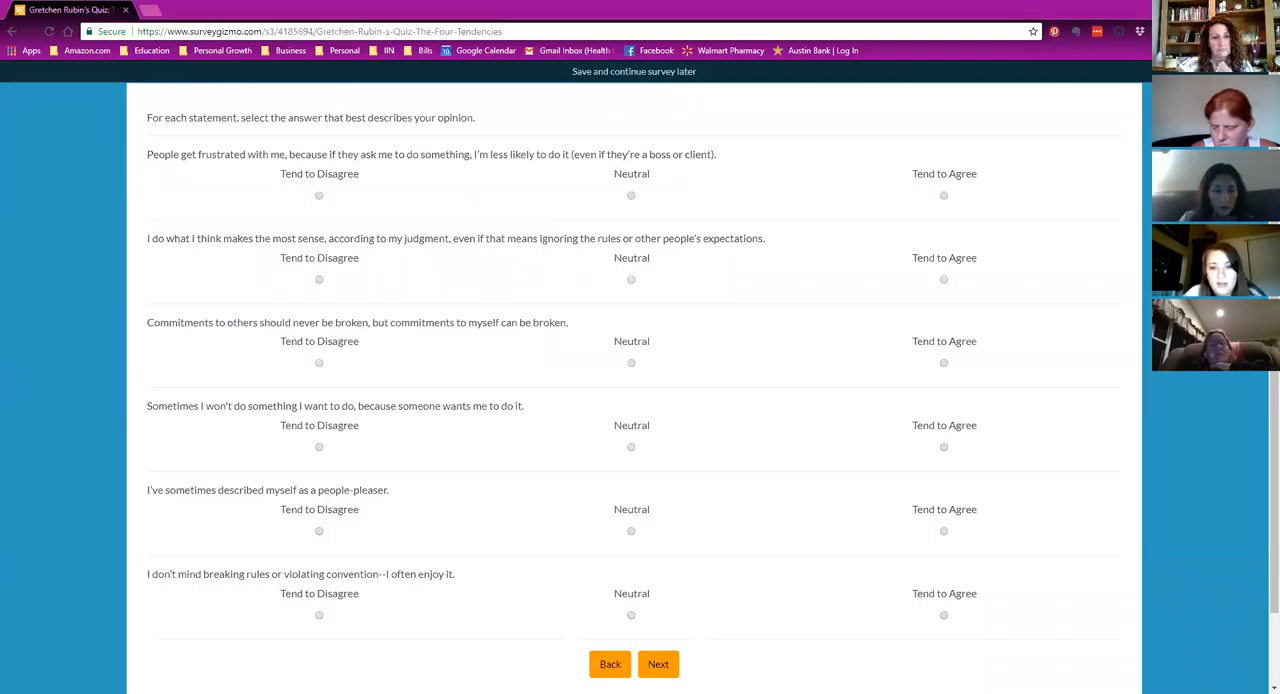 Gretchen Rubin's Quiz: T
Secure | https://www.surveygizmo.com/s3/4185694/Gretchen-Rubin-s-Quiz-The-Four-Tendencies
Apps Amazon.com Education Personal Growth Business Personal IIN Bills Google Calendar Gmail Inbox (Health Facebook Walmart Pharmacy Austin Bank | Log In
Save and continue survey later
For each statement, select the answer that best describes your opinion.
People get frustrated with me, because if they ask me to do something, I'm less likely to do it (even if they're a boss or client).
Tend to Disagree Neutral Tend to Agree
I do what I think makes the most sense, according to my judgment, even if that means ignoring the rules or other people's expectations.
Tend to Disagree Neutral Tend to Agree
Commitments to others should never be broken, but commitments to myself can be broken.
Tend to Disagree Neutral Tend to Agree
Sometimes I won't do something I want to do, because someone wants me to do it.
Tend to Disagree Neutral Tend to Agree
I've sometimes described myself as a people-pleaser.
Tend to Disagree Neutral Tend to Agree
I don't mind breaking rules or violating convention--I often enjoy it.
Tend to Disagree Neutral Tend to Agree
Back Next